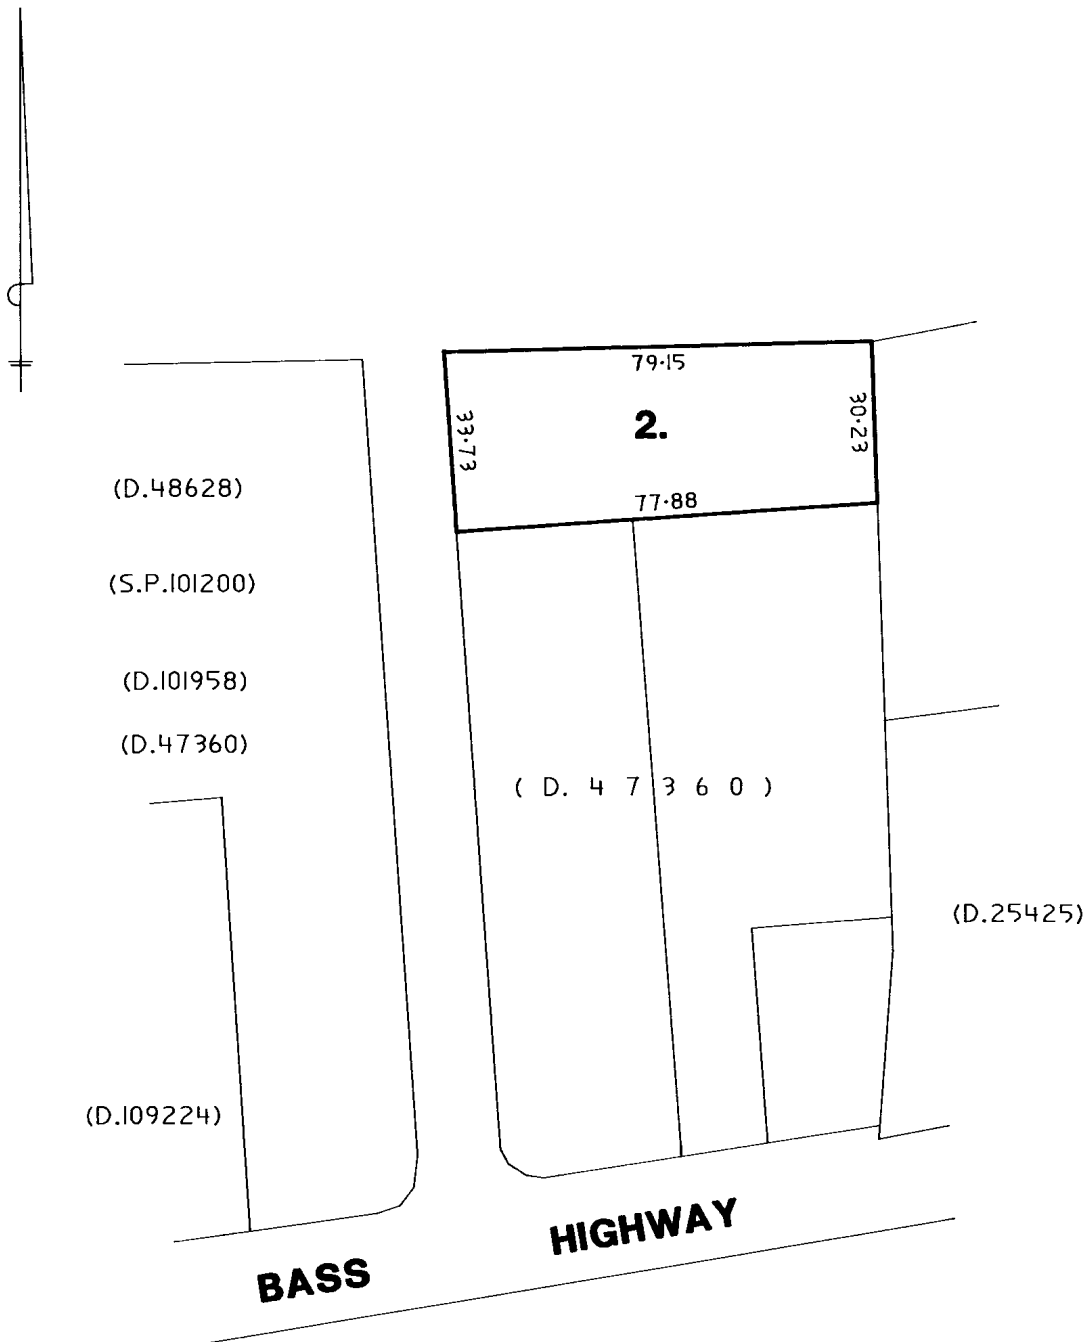 79·15
33·73
2.
30·23
77·88
(D.48628)
(S.P.101200)
(D.101958)
(D.47360)
( D. 4 7 3 6 0 )
(D.25425)
(D.109224)
BASS HIGHWAY